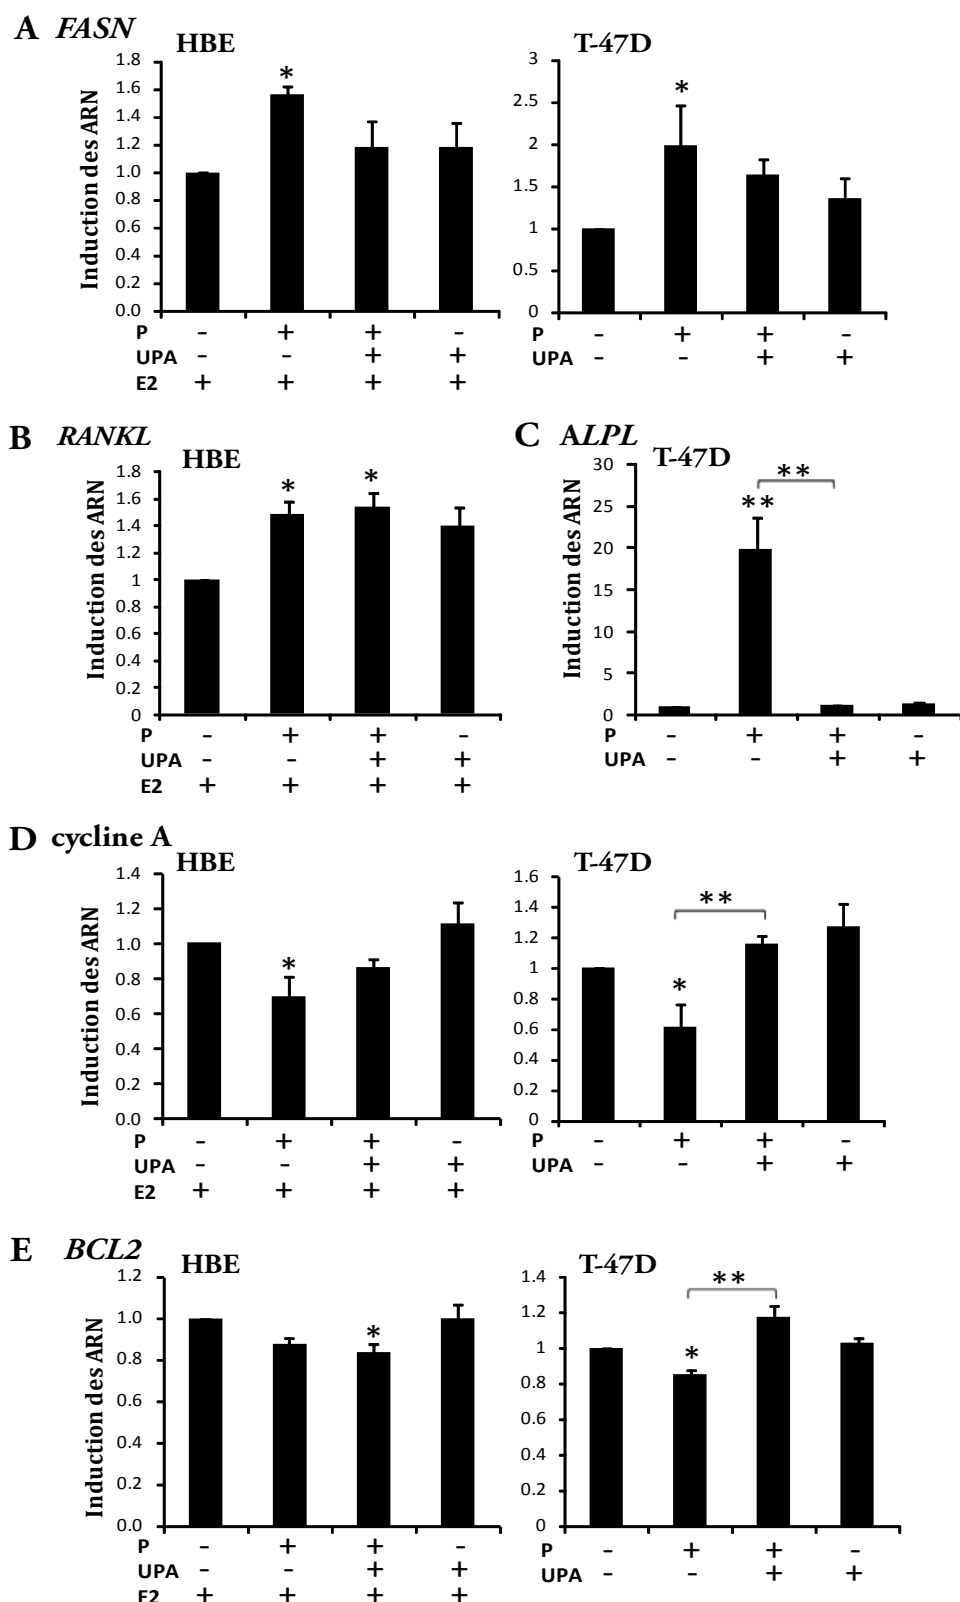 A FASN
HBE
T-47D
Induction des ARN
1.8
1.6
1.4
1.2
1.0
0.8
0.6
0.4
0.2
0.0
*
3
2.5
2
1.5
1
0.5
0
*
P - + + -
UPA - - + +
E2 + + + +
P - + + -
UPA - - + +
B RANKL
HBE
Induction des ARN
1.8
1.6
1.4
1.2
1
0.8
0.6
0.4
0.2
0
* *
P - + + -
UPA - - + +
E2 + + + +
C ALPL
T-47D
Induction des ARN
30
25
20
15
10
5
0
**
**
P - + + -
UPA - - + +
D cycline A
HBE
T-47D
Induction des ARN
1.4
1.2
1.0
0.8
0.6
0.4
0.2
0.0
*
1.6
1.4
1.2
1
0.8
0.6
0.4
0.2
0
**
*
P - + + -
UPA - - + +
E2 + + + +
P - + + -
UPA - - + +
E BCL2
HBE
T-47D
Induction des ARN
1.2
1.0
0.8
0.6
0.4
0.2
0.0
*
1.4
1.2
1
0.8
0.6
0.4
0.2
0
**
*
P - + + -
UPA - - + +
E2 + + + +
P - + + -
UPA - - + +